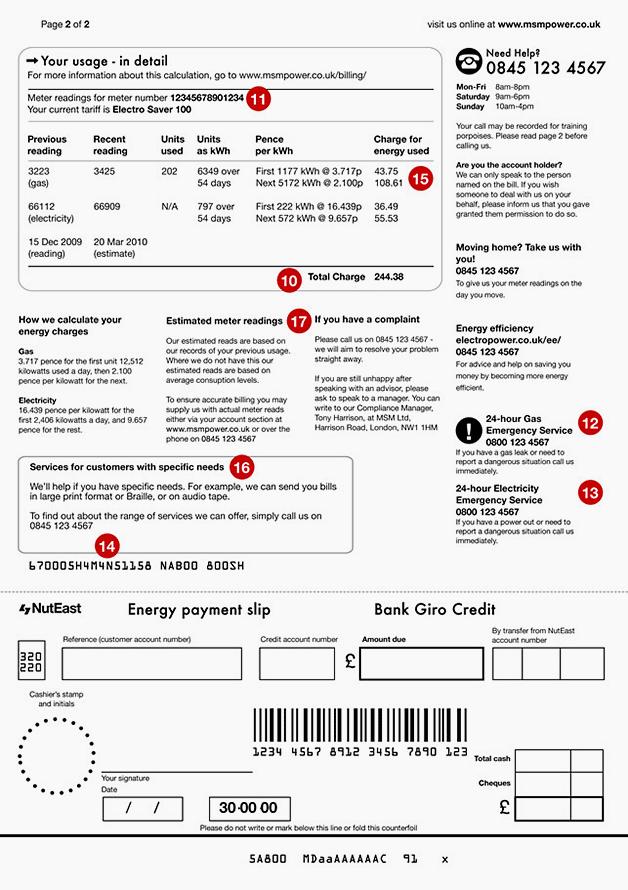 Page 2 of 2
visit us online at www.msmpower.co.uk
Your usage - in detail
For more information about this calculation, go to www.msmpower.co.uk/billing/
Meter readings for meter number 12345678901234 11
Your current tariff is Electro Saver 100
Previous reading Recent reading Units used Units as kWh Pence per kWh Charge for energy used
3223 3425 202 6349 over First 1177 kWh @ 3.717p 43.75
(gas) 54 days Next 5172 kWh @ 2.100p 108.61 15
66112 66909 N/A 797 over First 222 kWh @ 16.439p 36.49
(electricity) 54 days Next 572 kWh @ 9.657p 55.53
15 Dec 2009 20 Mar 2010
(reading) (estimate)
10 Total Charge 244.38
Need Help?
0845 123 4567
Mon-Fri 8am-8pm
Saturday 9am-6pm
Sunday 10am-4pm
Your call may be recorded for training
porpoises. Please read page 2 before
calling us.
Are you the account holder?
We can only speak to the person
named on the bill. If you wish
someone to deal with us on your
behalf, please inform us that you gave
granted them permission to do so.
Moving home? Take us with
you!
0845 123 4567
To give us your meter readings on the
day you move.
Energy efficiency
electropower.co.uk/ee/
0845 123 4567
For advice and help on saving you
money by becoming more energy
efficient.
24-hour Gas
Emergency Service 12
0800 123 4567
If you have a gas leak or need to
report a dangerous situation call us
immediately.
24-hour Electricity
Emergency Service 13
0800 123 4567
If you have a power out or need to
report a dangerous situation call us
immediately.
How we calculate your
energy charges
Gas
3.717 pence for the first unit 12,512
kilowatts used a day, then 2.100
pence per kilowatt for the next.
Electricity
16.439 pence per kilowatt for the
first 2,406 kilowatts a day, and 9.657
pence for the rest.
Estimated meter readings 17
Our estimated reads are based on
our records of your previous usage.
Where we do not have this our
estimated reads are based on
average consuption levels.
To ensure accurate billing you may
supply us with actual meter reads
either via your account section at
www.msmpower.co.uk or over the
phone on 0845 123 4567
If you have a complaint
Please call us on 0845 123 4567 -
we will aim to resolve your problem
straight away.
If you are still unhappy after
speaking with an advisor, please
ask to speak to a manager. You can
write to our Compliance Manager,
Tony Harrison, at MSM Ltd,
Harrison Road, London, NW1 1HM
Services for customers with specific needs 16
We'll help if you have specific needs. For example, we can send you bills
in large print format or Braille, or on audio tape.
To find out about the range of services we can offer, simply call us on
0845 123 4567
14
670005H4M4N51158 NAB00 800SH
NutEast
Energy payment slip
Bank Giro Credit
320
220
Reference (customer account number)
Credit account number
£
Amount due
By transfer from NutEast
account number
Cashier's stamp
and initials
1234 4567 8912 3456 7890 123
Your signature
Date
/ /
30 00 00
Total cash
Cheques
£
Please do not write or mark below this line or fold this counterfoil
5A800 MDaaAAAAAAC 91 x